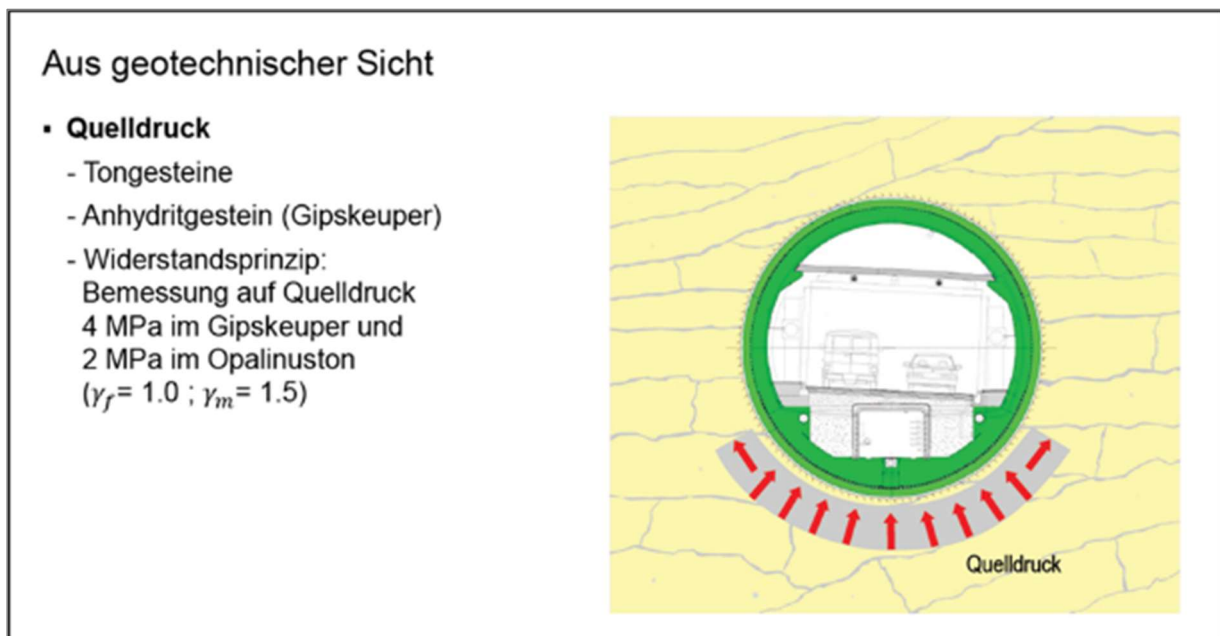 Aus geotechnischer Sicht
▪ Quelldruck
- Tongesteine
- Anhydritgestein (Gipskeuper)
- Widerstandsprinzip:
Bemessung auf Quelldruck
4 MPa im Gipskeuper und
2 MPa im Opalinuston
(γf = 1.0 ; γm = 1.5)
Quelldruck